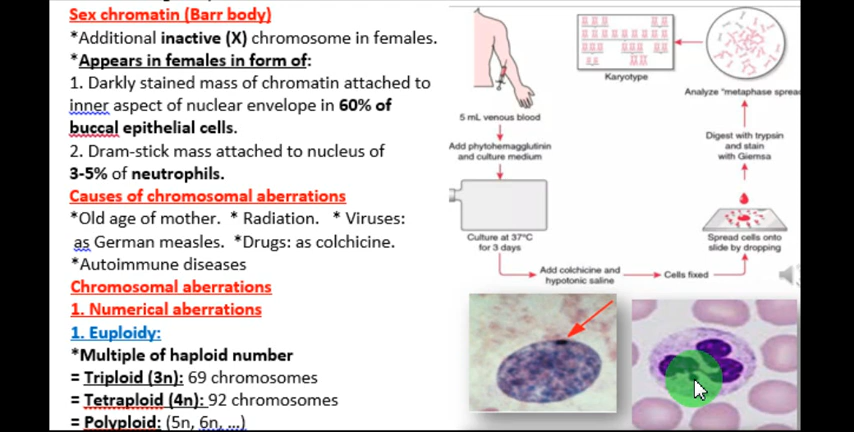 Sex chromatin (Barr body)
*Additional inactive (X) chromosome in females.
*Appears in females in form of:
1. Darkly stained mass of chromatin attached to
inner aspect of nuclear envelope in 60% of
buccal epithelial cells.
2. Dram-stick mass attached to nucleus of
3-5% of neutrophils.
Causes of chromosomal aberrations
*Old age of mother. * Radiation. * Viruses:
as German measles. *Drugs: as colchicine.
*Autoimmune diseases
Chromosomal aberrations
1. Numerical aberrations
1. Euploidy:
*Multiple of haploid number
= Triploid (3n): 69 chromosomes
= Tetraploid (4n): 92 chromosomes
= Polyploid: (5n, 6n, ...)
5 mL venous blood
Add phytohemagglutinin
and culture medium
Culture at 37°C
for 3 days
Add colchicine and
hypotonic saline
Cells fixed
Spread cells onto
slide by dropping
Digest with trypsin
and stain
with Giemsa
Analyze "metaphase sprea
Karyotype